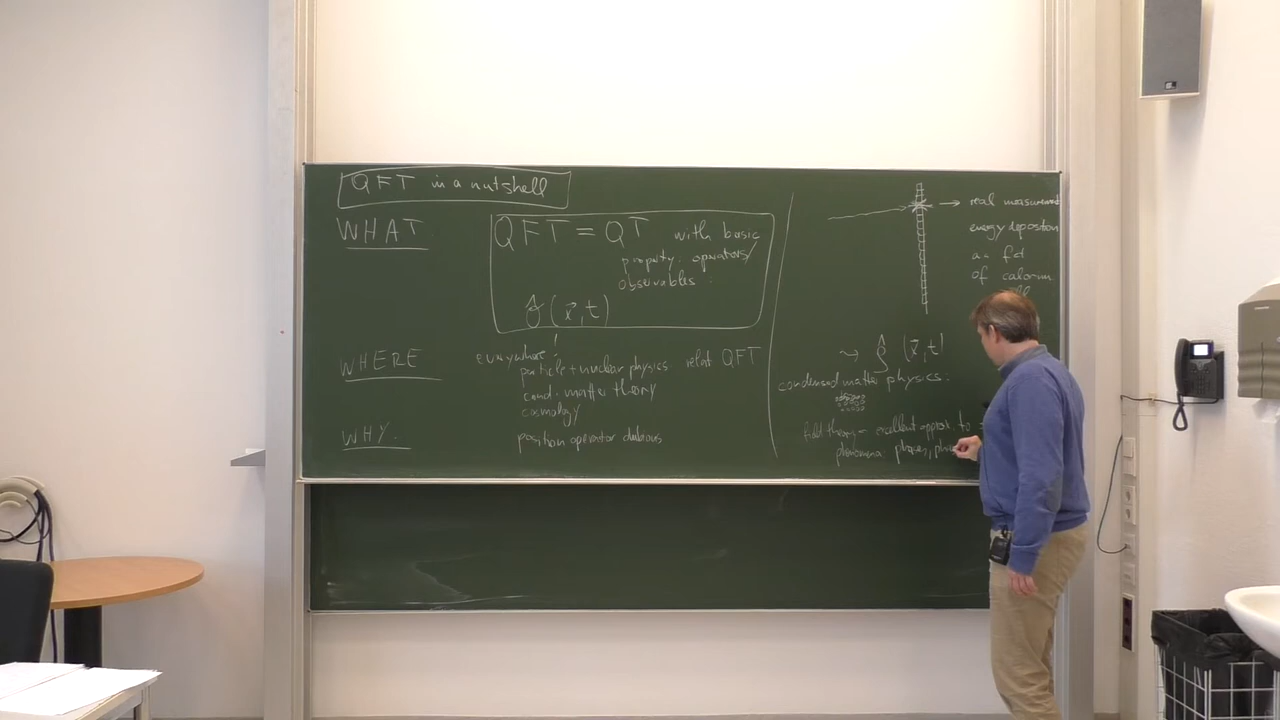 QFT in a nutshell
WHAT
QFT = QT with basic
property: operators/
observables:
(x⃗,t)
WHERE
everywhere!
particle + nuclear physics relat QFT
cond. matter theory
cosmology
WHY.
position operator dubious
→ real measurement
energy deposition
as fct
of calorim.
(x⃗,t)
condensed matter physics:
field theory = excellent approx. to
phenomena phases,